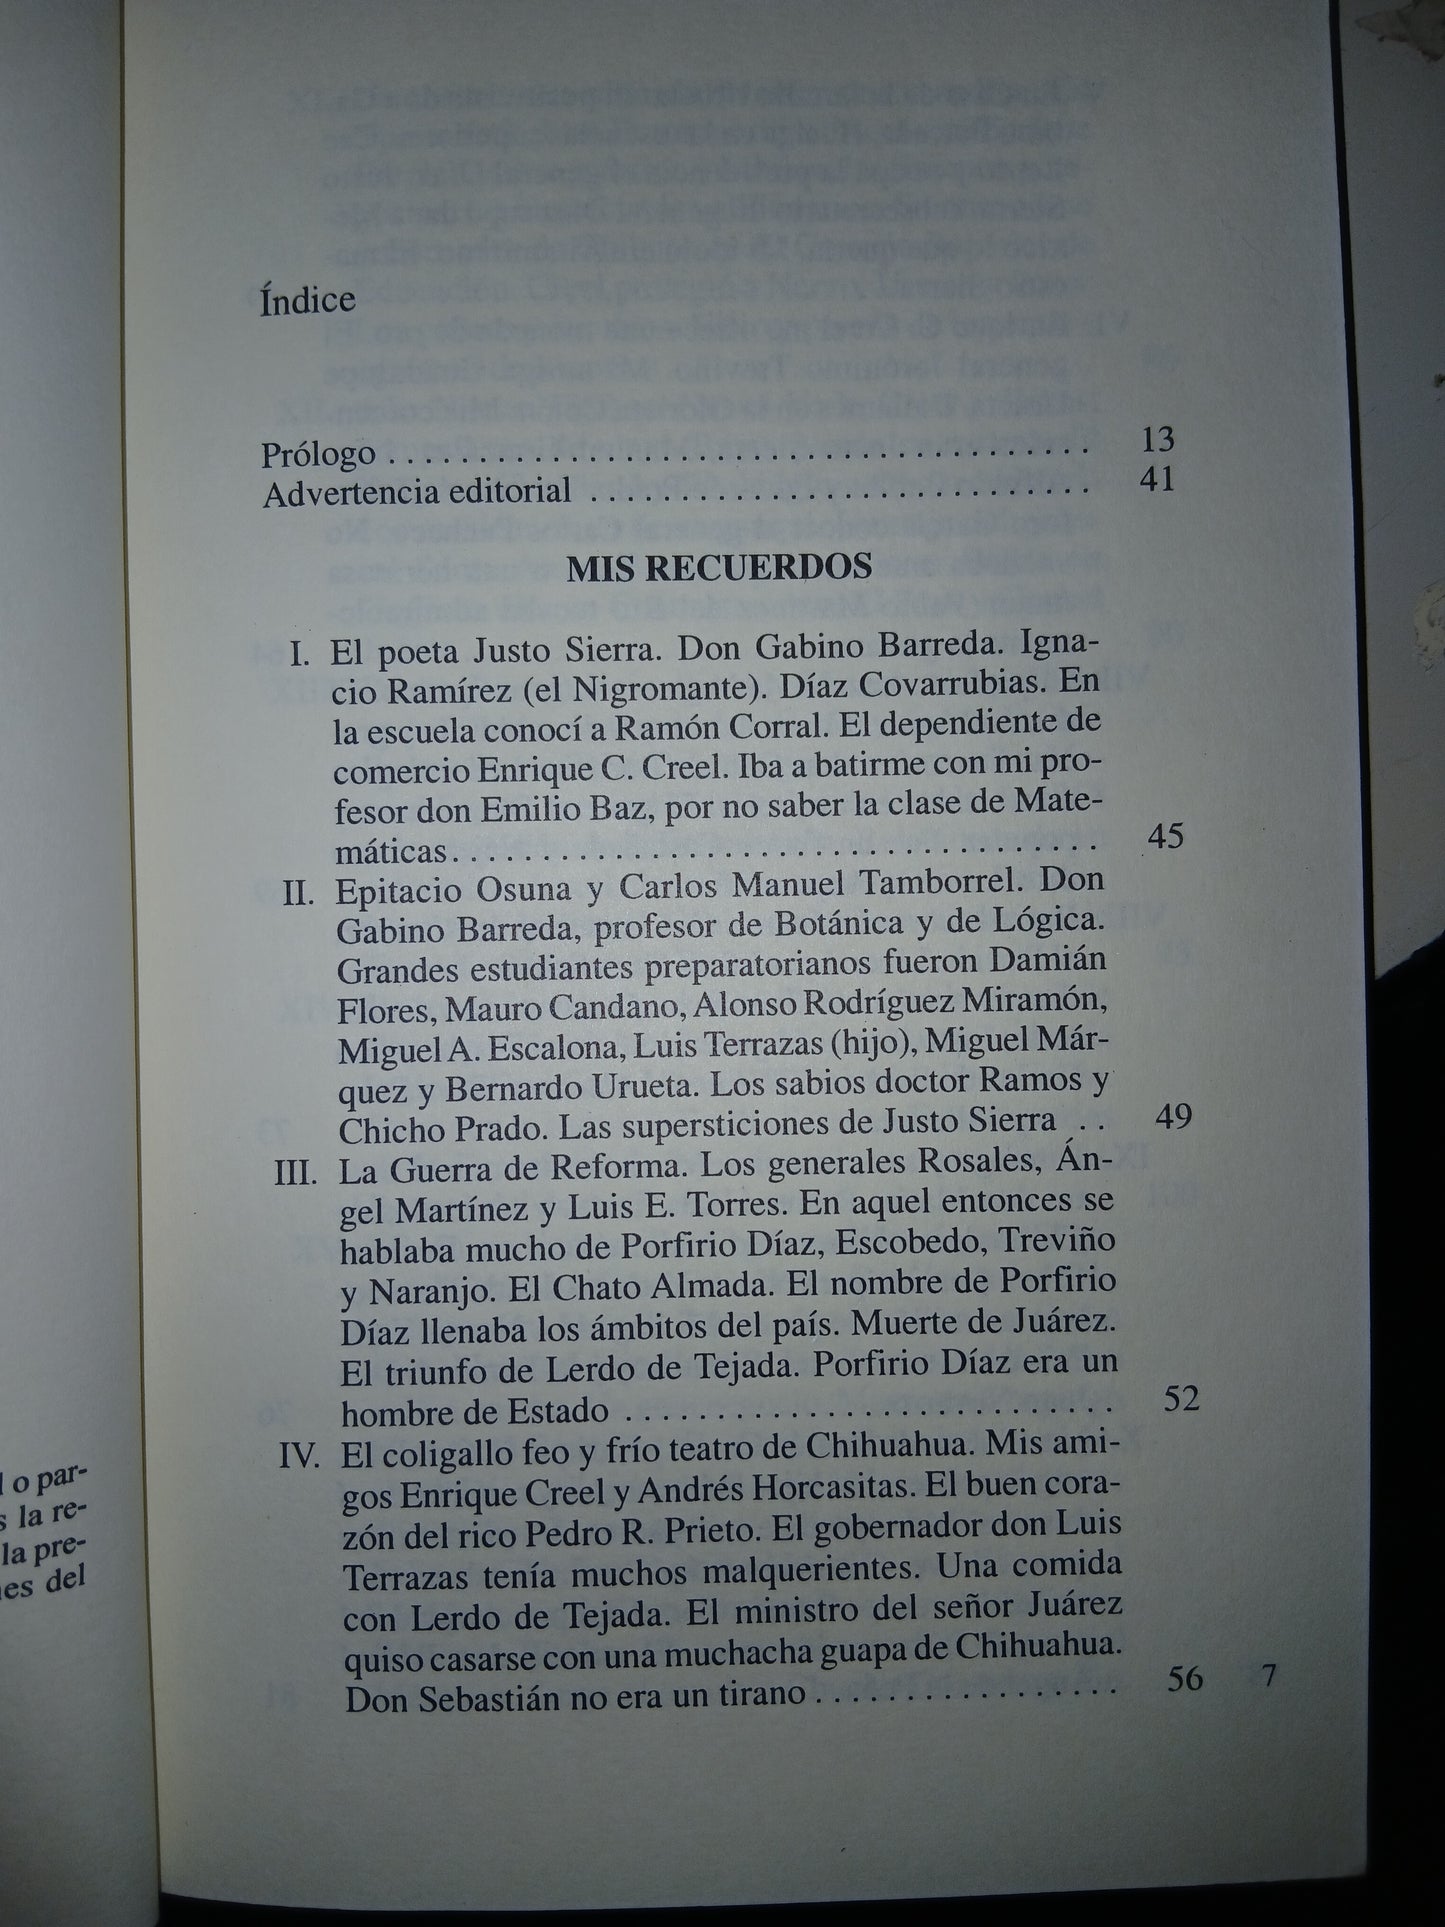 Índice
Prólogo . . . . . . . . . . . . . . . . . . . . . . . . . . . . . . . . . . . . . . . . 13
Advertencia editorial . . . . . . . . . . . . . . . . . . . . . . . . . . . . 41
MIS RECUERDOS
I. El poeta Justo Sierra. Don Gabino Barreda. Igna-
cio Ramírez (el Nigromante). Díaz Covarrubias. En
la escuela conocí a Ramón Corral. El dependiente de
comercio Enrique C. Creel. Iba a batirme con mi pro-
fesor don Emilio Baz, por no saber la clase de Mate-
máticas. . . . . . . . . . . . . . . . . . . . . . . . . . . . . . . . . . . 45
II. Epitacio Osuna y Carlos Manuel Tamborrel. Don
Gabino Barreda, profesor de Botánica y de Lógica.
Grandes estudiantes preparatorianos fueron Damián
Flores, Mauro Candano, Alonso Rodríguez Miramón,
Miguel A. Escalona, Luis Terrazas (hijo), Miguel Már-
quez y Bernardo Urueta. Los sabios doctor Ramos y
Chicho Prado. Las supersticiones de Justo Sierra . . 49
III. La Guerra de Reforma. Los generales Rosales, Án-
gel Martínez y Luis E. Torres. En aquel entonces se
hablaba mucho de Porfirio Díaz, Escobedo, Treviño
y Naranjo. El Chato Almada. El nombre de Porfirio
Díaz llenaba los ámbitos del país. Muerte de Juárez.
El triunfo de Lerdo de Tejada. Porfirio Díaz era un
hombre de Estado . . . . . . . . . . . . . . . . . . . . . . . . . . . 52
IV. El coligallo feo y frío teatro de Chihuahua. Mis ami-
gos Enrique Creel y Andrés Horcasitas. El buen cora-
zón del rico Pedro R. Prieto. El gobernador don Luis
Terrazas tenía muchos malquerientes. Una comida
con Lerdo de Tejada. El ministro del señor Juárez
quiso casarse con una muchacha guapa de Chihuahua.
Don Sebastián no era un tirano . . . . . . . . . . . . . . . . . 56
7
o par-
la re-
la pre-
es del